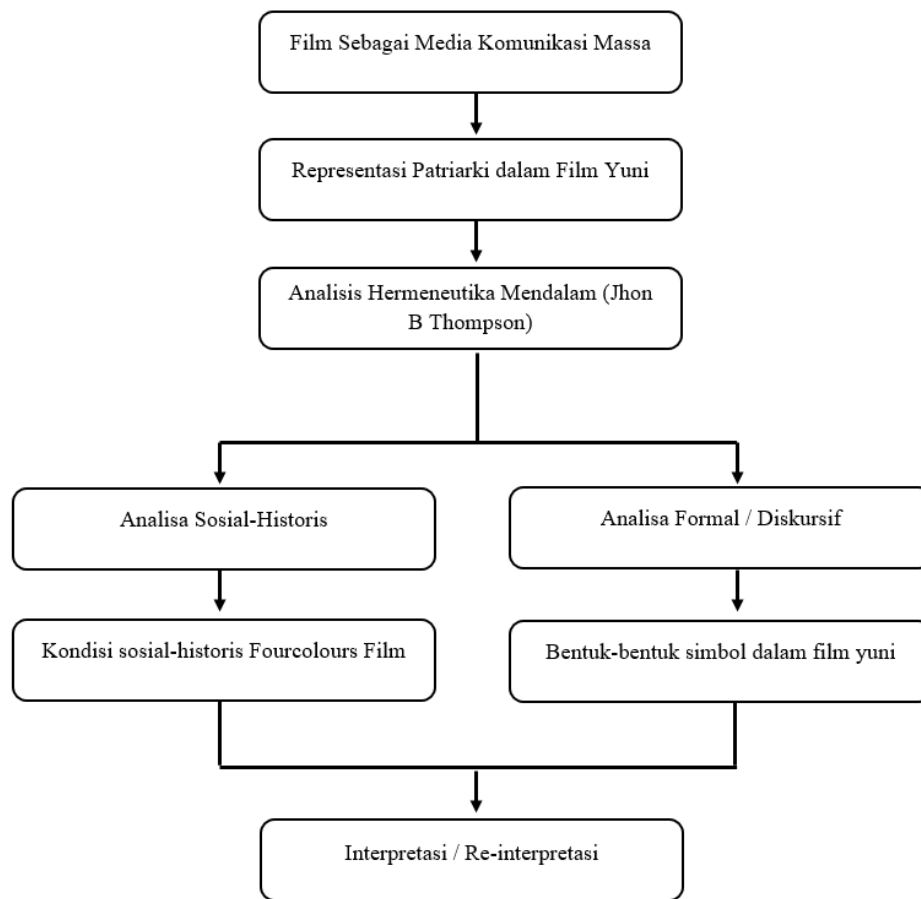 Film Sebagai Media Komunikasi Massa
Representasi Patriarki dalam Film Yuni
Analisis Hermeneutika Mendalam (Jhon
B Thompson)
Analisa Sosial-Historis
Analisa Formal / Diskursif
Kondisi sosial-historis Fourcolours Film
Bentuk-bentuk simbol dalam film yuni
Interpretasi / Re-interpretasi